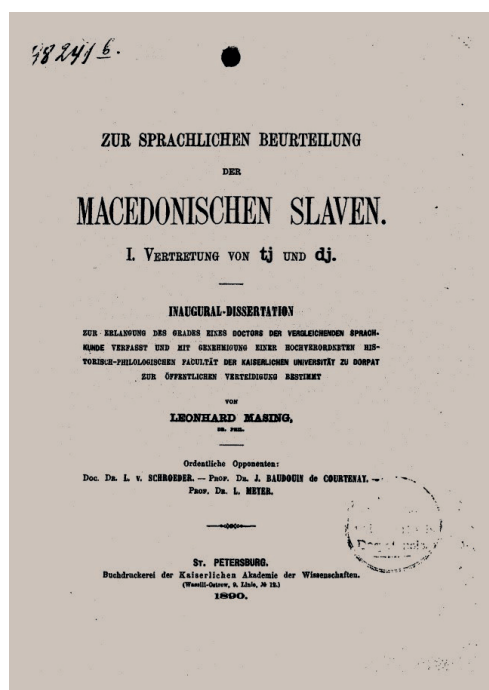 ZUR SPRACHLICHEN BEURTEILUNG
DER
MACEDONISCHEN SLAVEN.
I. VERTRETUNG VON tj UND dj.
INAUGURAL-DISSERTATION
ZUR ERLANGUNG DES GRADES EINES DOCTORS DER VERGLEICHENDEN SPRACH-
KUNDE VERFASST UND MIT GENEHMIGUNG EINER HOCHVERORDNETEN HIS-
TORISCH-PHILOLOGISCHEN FACULTÄT DER KAISERLICHEN UNIVERSITÄT ZU DORPAT
ZUR ÖFFENTLICHEN VERTEIDIGUNG BESTIMMT
VON
LEONHARD MASING,
Ordentliche Opponenten:
Doc. Dr. L. v. SCHROEDER. — Prof. Dr. J. BAUDOUIN de COURTENAY. —
Prof. Dr. L. MEYER.
St. PETERSBURG.
Buchdruckerei der Kaiserlichen Akademie der Wissenschaften.
(Wassili-Ostrow, 9. Linie, № 12.)
1890.